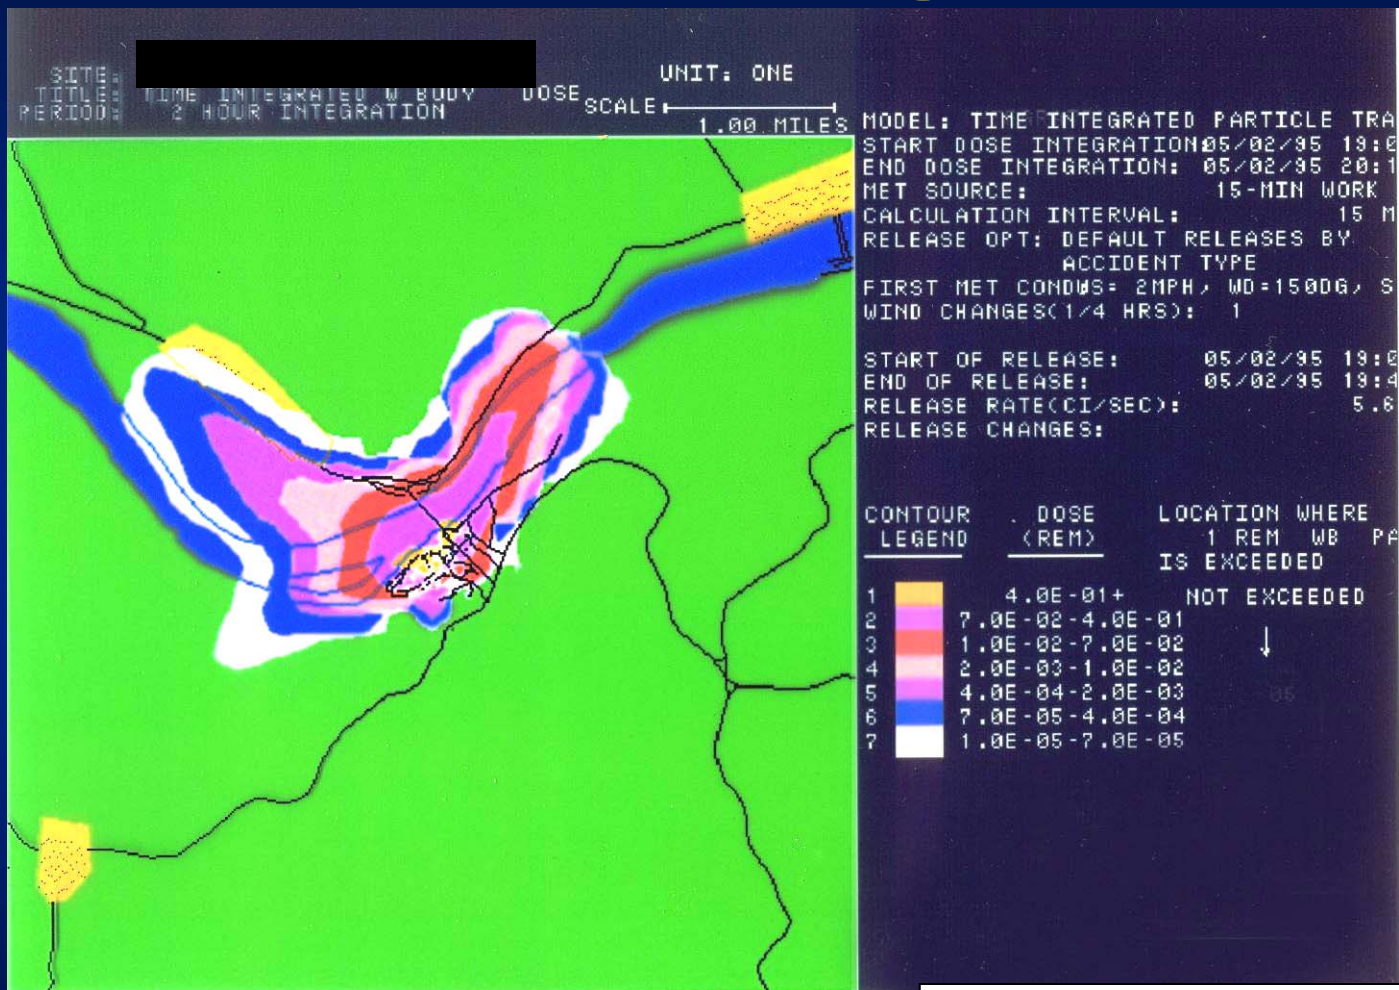 SITE:
UNIT: ONE
TITLE: TIME INTEGRATED W BODY DOSE
PERIOD: 2 HOUR INTEGRATION
SCALE
1.00 MILES
MODEL: TIME INTEGRATED PARTICLE TRA
START DOSE INTEGRATION:05/02/95 19:0
END DOSE INTEGRATION: 05/02/95 20:1
MET SOURCE: 15-MIN WORK
CALCULATION INTERVAL: 15 M
RELEASE OPT: DEFAULT RELEASES BY
ACCIDENT TYPE
FIRST MET COND WS= 2MPH, WD=150DG, S
WIND CHANGES(1/4 HRS): 1
START OF RELEASE: 05/02/95 19:0
END OF RELEASE: 05/02/95 19:4
RELEASE RATE(CI/SEC): 5.6
RELEASE CHANGES:
CONTOUR LEGEND
DOSE (REM)
LOCATION WHERE
1 REM WB PA
IS EXCEEDED
1 4.0E-01+ NOT EXCEEDED
2 7.0E-02-4.0E-01
3 1.0E-02-7.0E-02
4 2.0E-03-1.0E-02
5 4.0E-04-2.0E-03
6 7.0E-05-4.0E-04
7 1.0E-05-7.0E-05